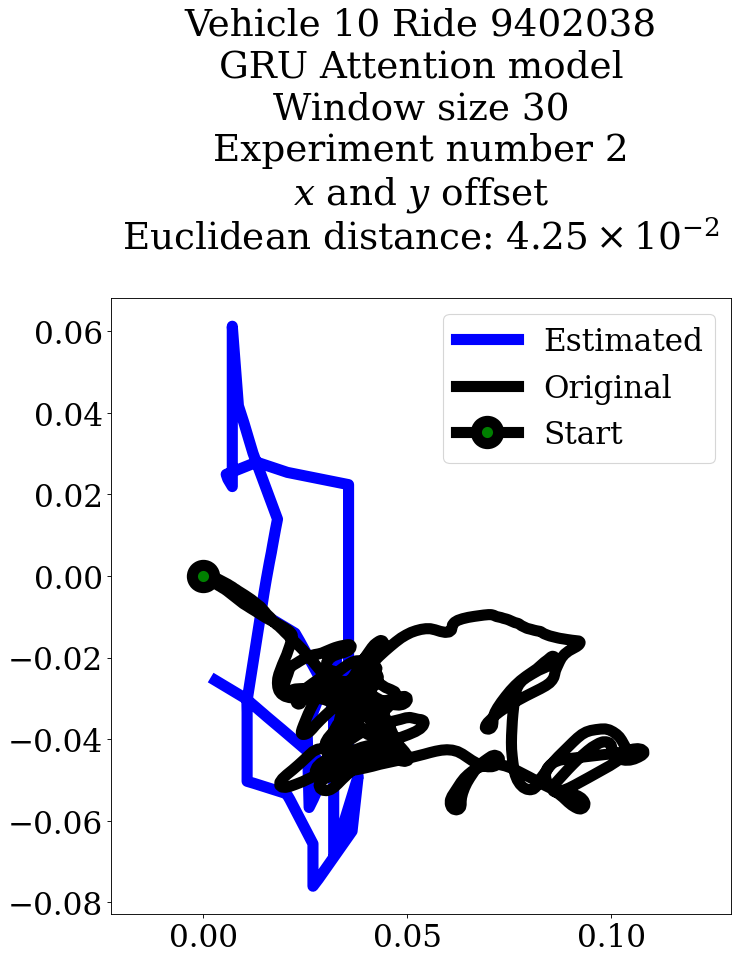 Vehicle 10 Ride 9402038
GRU Attention model
Window size 30
Experiment number 2
x and y offset
Euclidean distance: 4.25 × 10⁻²
Estimated
Original
Start
0.06
0.04
0.02
0.00
−0.02
−0.04
−0.06
−0.08
0.00 0.05 0.10